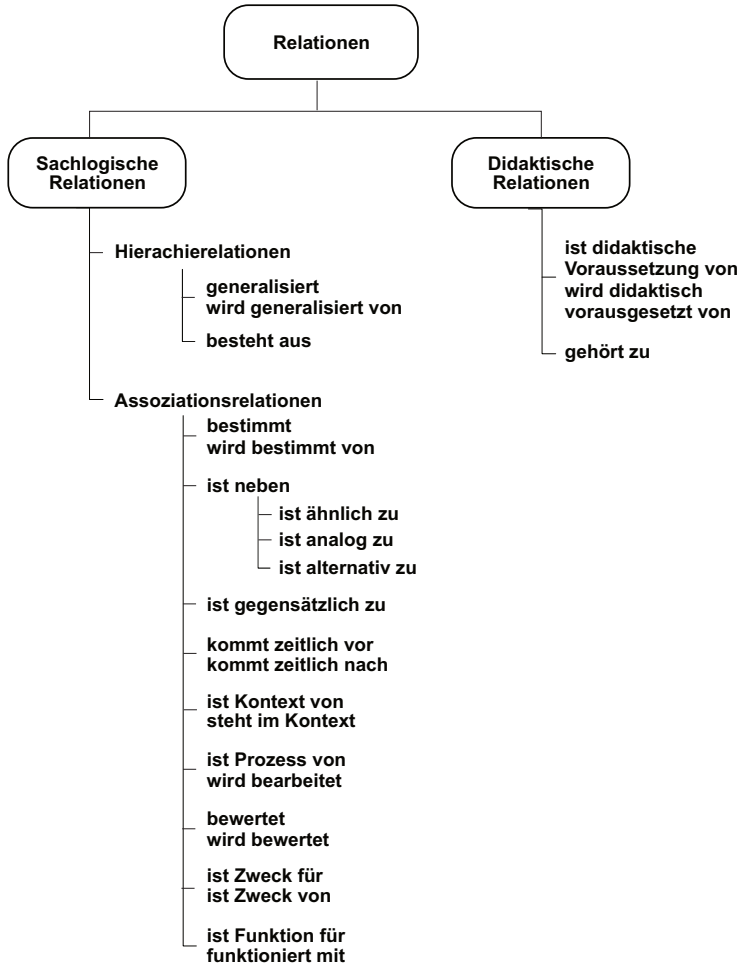 Relationen
Sachlogische
Relationen
Hierachierelationen
generalisiert
wird generalisiert von
besteht aus
Assoziationsrelationen
bestimmt
wird bestimmt von
ist neben
ist ähnlich zu
ist analog zu
ist alternativ zu
ist gegensätzlich zu
kommt zeitlich vor
kommt zeitlich nach
ist Kontext von
steht im Kontext
ist Prozess von
wird bearbeitet
bewertet
wird bewertet
ist Zweck für
ist Zweck von
ist Funktion für
funktioniert mit
Didaktische
Relationen
ist didaktische
Voraussetzung von
wird didaktisch
vorausgesetzt von
gehört zu